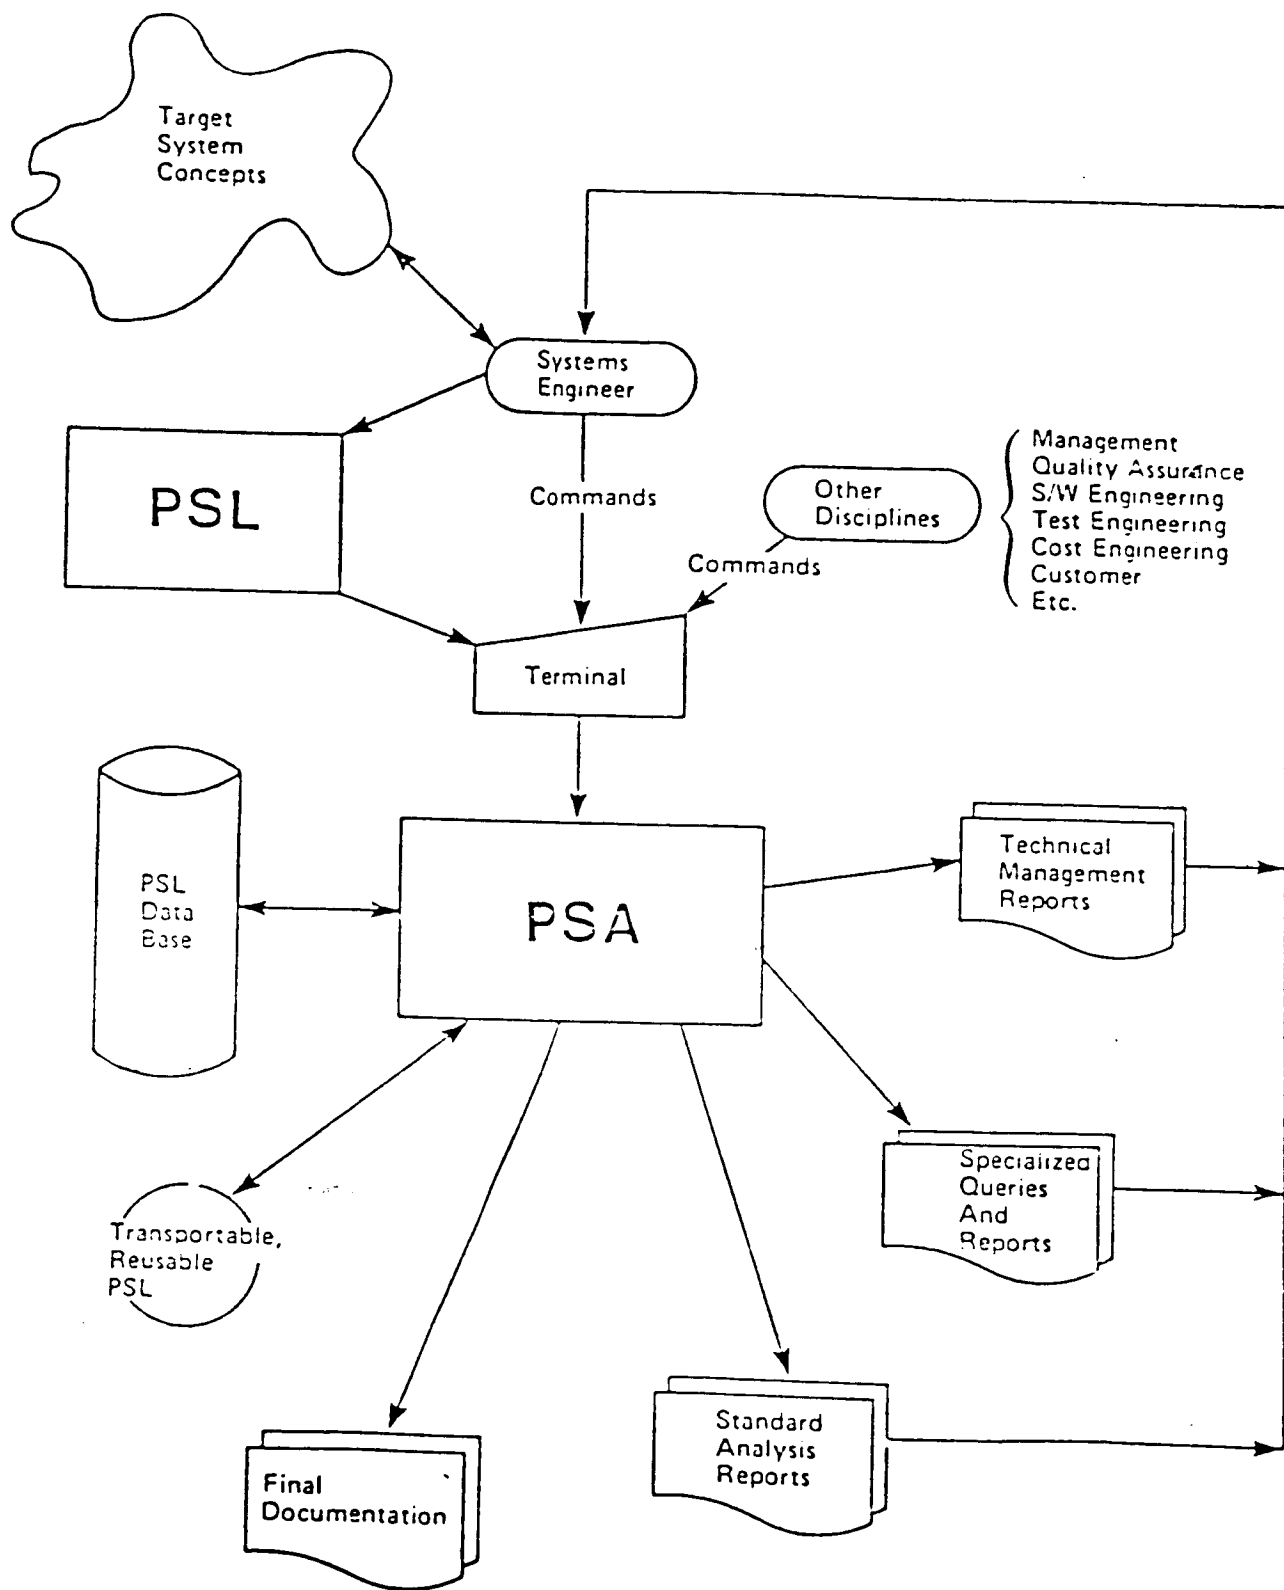 Target
System
Concepts
Systems
Engineer
PSL
Commands
Other
Disciplines
Management
Quality Assurance
S/W Engineering
Test Engineering
Cost Engineering
Customer
Etc.
Commands
Terminal
PSL
Data
Base
PSA
Technical
Management
Reports
Specialized
Queries
And
Reports
Transportable,
Reusable
PSL
Standard
Analysis
Reports
Final
Documentation